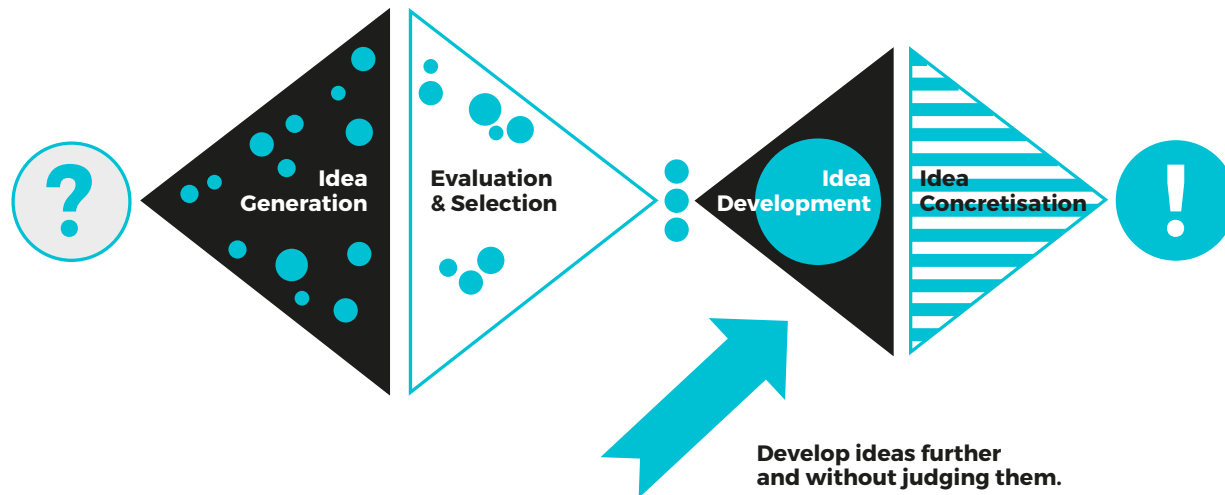 ?
Idea
Generation
Evaluation
& Selection
Idea
Development
Idea
Concretisation
!
Develop ideas further
and without judging them.